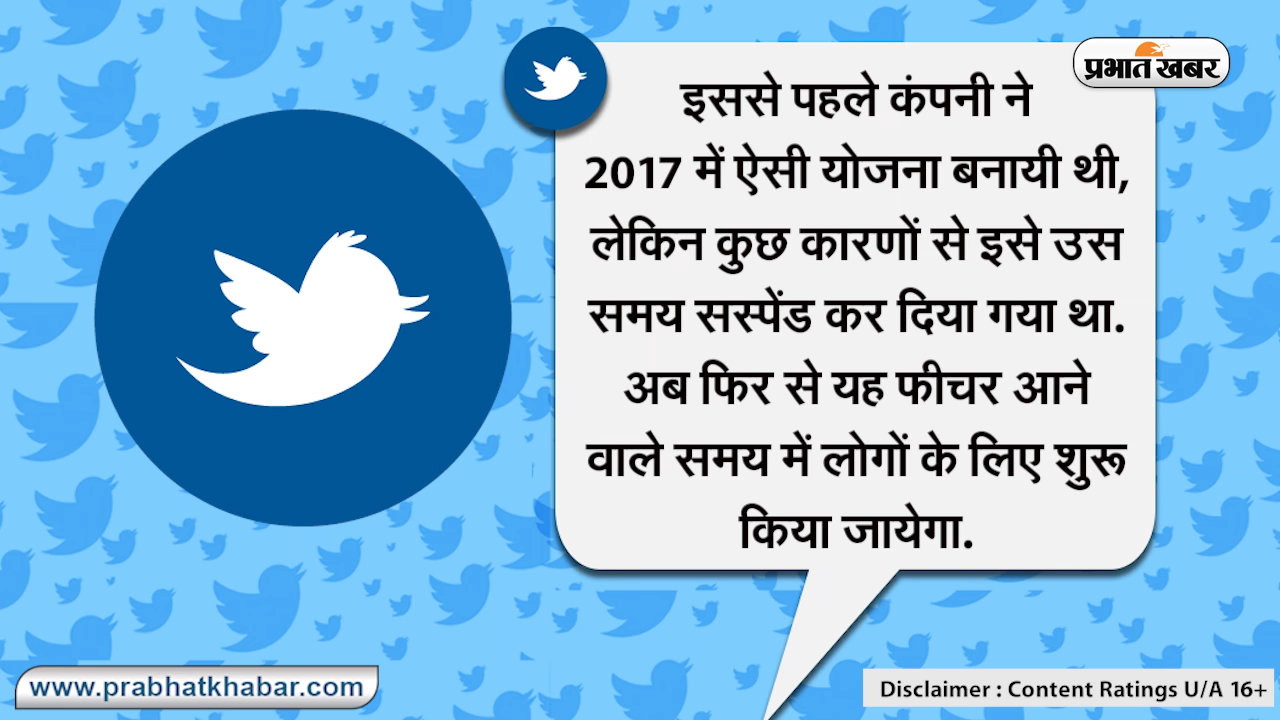 प्रभात खबर
इससे पहले कंपनी ने
2017 में ऐसी योजना बनायी थी,
लेकिन कुछ कारणों से इसे उस
समय सस्पेंड कर दिया गया था.
अब फिर से यह फीचर आने
वाले समय में लोगों के लिए शुरू
किया जायेगा.
www.prabhatkhabar.com
Disclaimer : Content Ratings U/A 16+